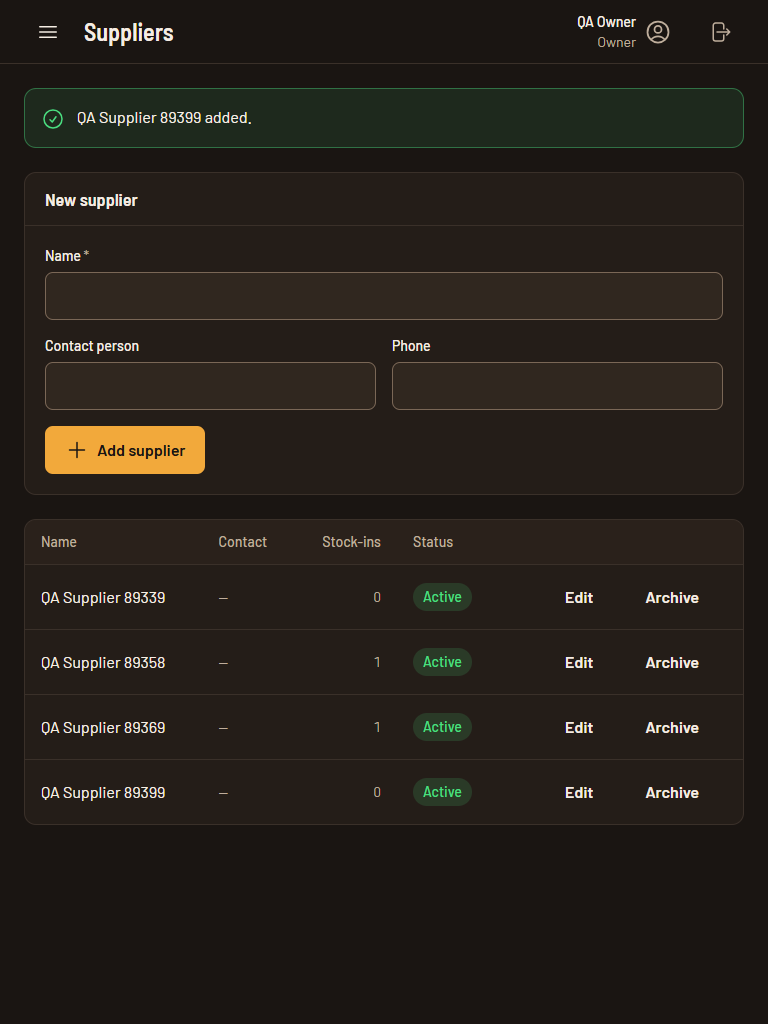 Suppliers
QA Owner
Owner
QA Supplier 89399 added.
New supplier
Name *
Contact person Phone
Add supplier
Name Contact Stock-ins Status
QA Supplier 89339 – 0 Active Edit Archive
QA Supplier 89358 – 1 Active Edit Archive
QA Supplier 89369 – 1 Active Edit Archive
QA Supplier 89399 – 0 Active Edit Archive